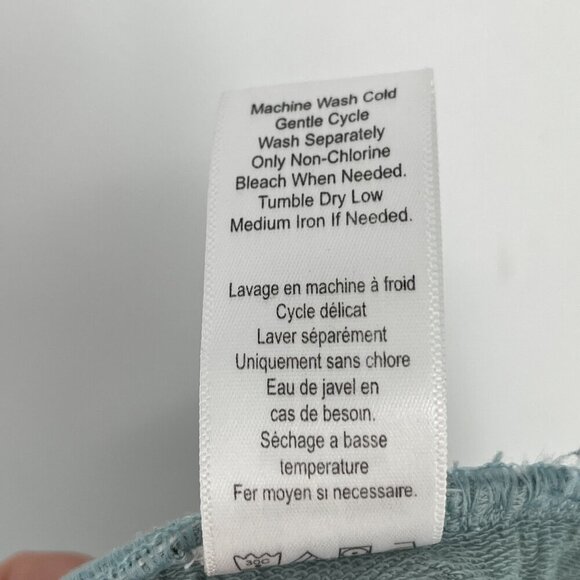 Machine Wash Cold
Gentle Cycle
Wash Separately
Only Non-Chlorine
Bleach When Needed.
Tumble Dry Low
Medium Iron If Needed.
Lavage en machine à froid
Cycle délicat
Laver séparément
Uniquement sans chlore
Eau de javel en
cas de besoin.
Séchage a basse
temperature
Fer moyen si necessaire.
30C